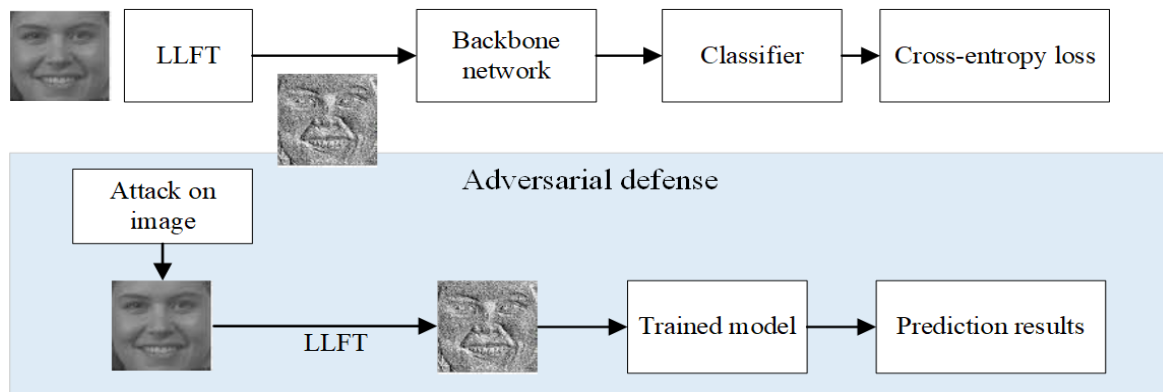 LLFT
Backbone
network
Classifier
Cross-entropy loss
Adversarial defense
Attack on
image
LLFT
Trained model
Prediction results